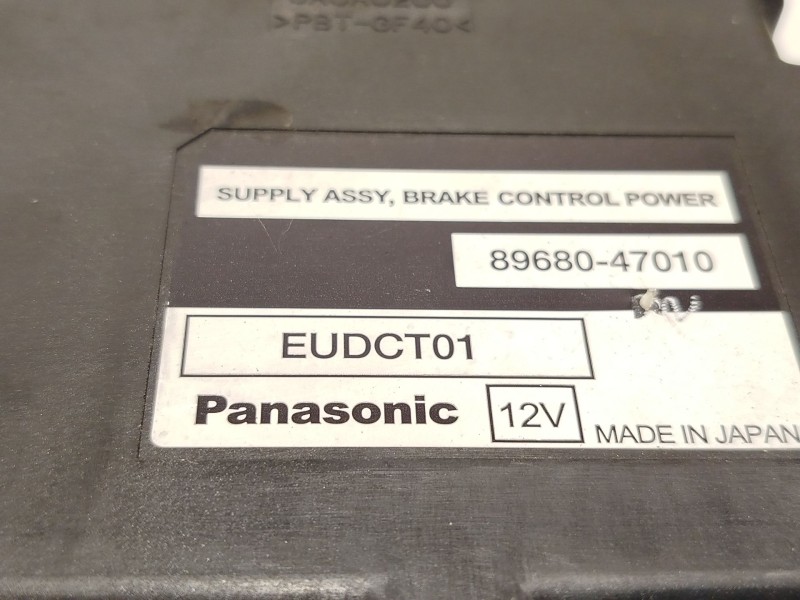 >PBT-GF40<
SUPPLY ASSY, BRAKE CONTROL POWER
89680-47010
EUDCT01
Panasonic 12V MADE IN JAPAN